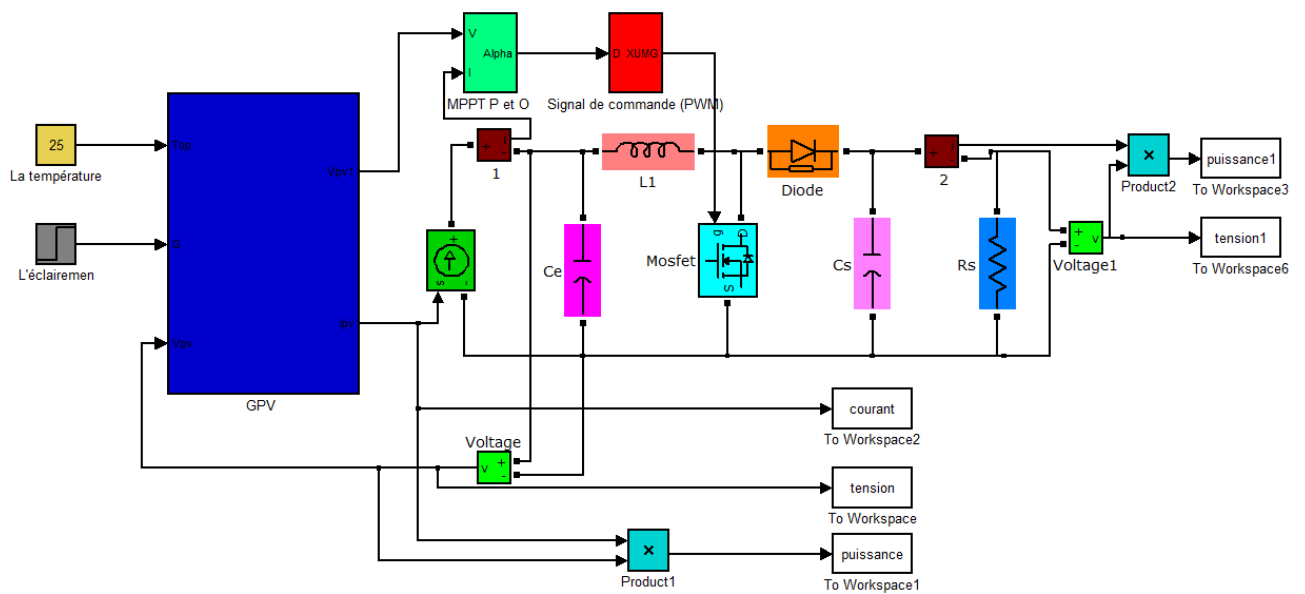 V
Alpha
I
MPPT P et O
D XUMG
Signal de commande (PWM)
25
La température
Top
Vpv1
G
L'éclairemen
Ipv
Vpv
GPV
+
i
-
1
L1
Diode
+
i
-
2
Product2
puissance1
To Workspace3
+
-
s
Ce
g
G
S
Mosfet
Cs
Rs
+
v
-
Voltage1
tension1
To Workspace6
courant
To Workspace2
Voltage
v
+
-
tension
To Workspace
Product1
puissance
To Workspace1